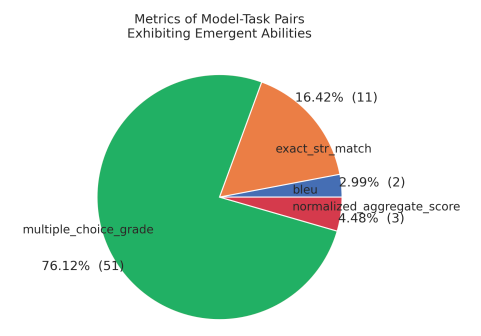 Metrics of Model-Task Pairs
Exhibiting Emergent Abilities
16.42%  (11)
exact_str_match
2.99%  (2)
bleu
normalized_aggregate_score
4.48%  (3)
multiple_choice_grade
76.12%  (51)